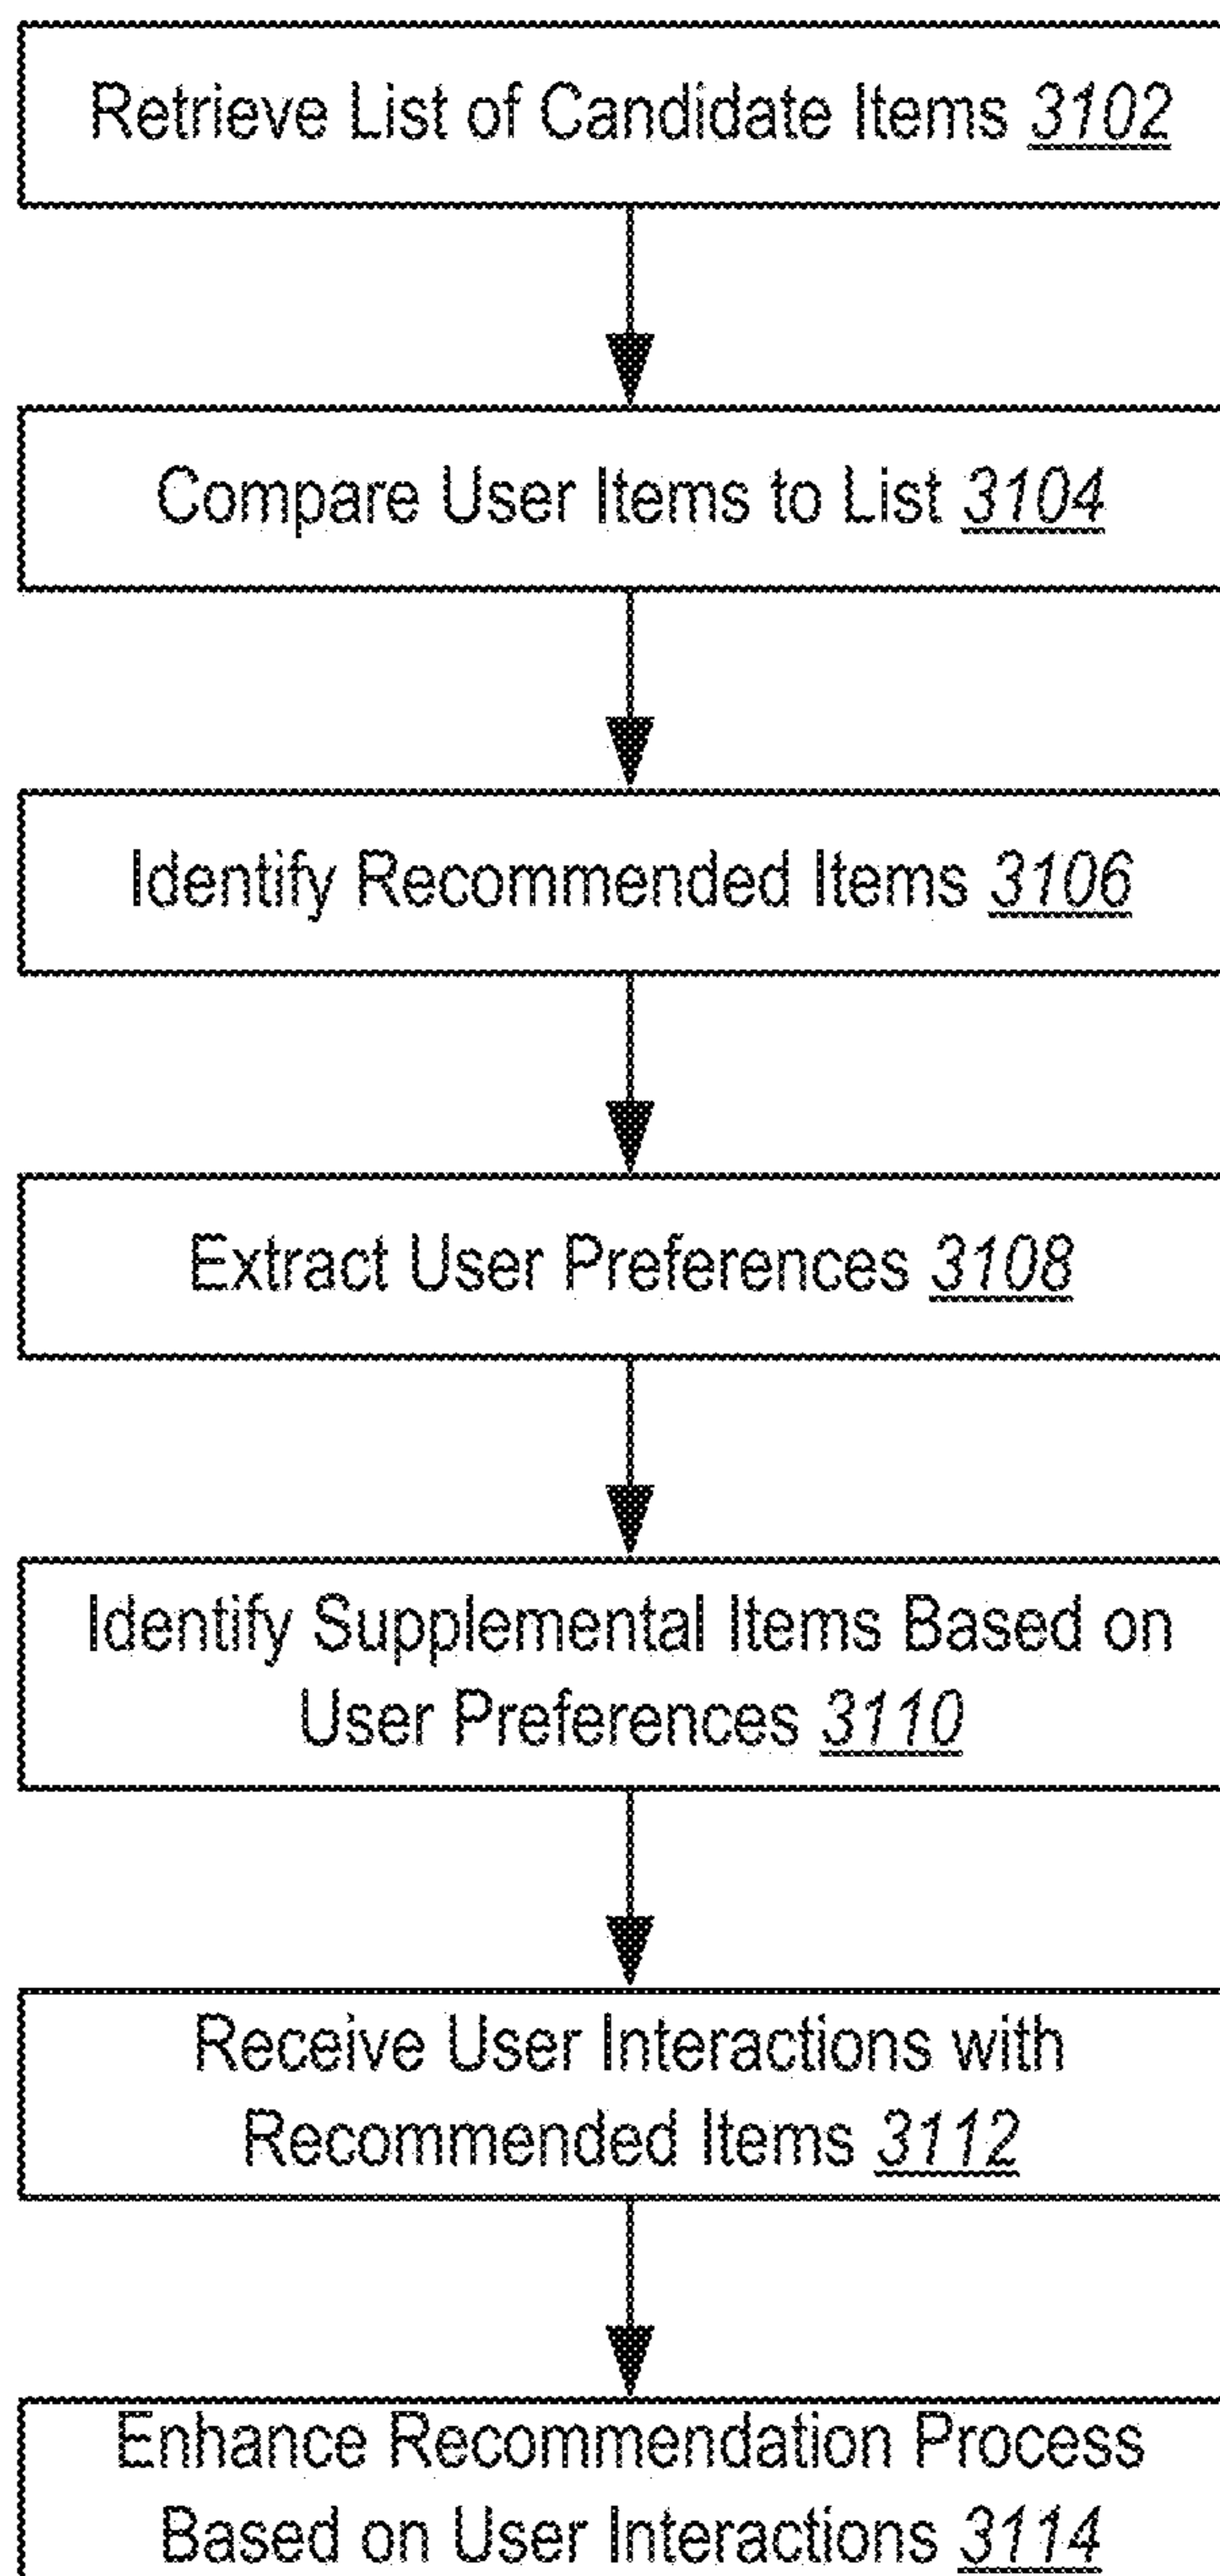 Retrieve List of Candidate Items 3102
Compare User Items to List 3104
Identify Recommended Items 3106
Extract User Preferences 3108
Identify Supplemental Items Based on
User Preferences 3110
Receive User Interactions with
Recommended Items 3112
Enhance Recommendation Process
Based on User Interactions 3114